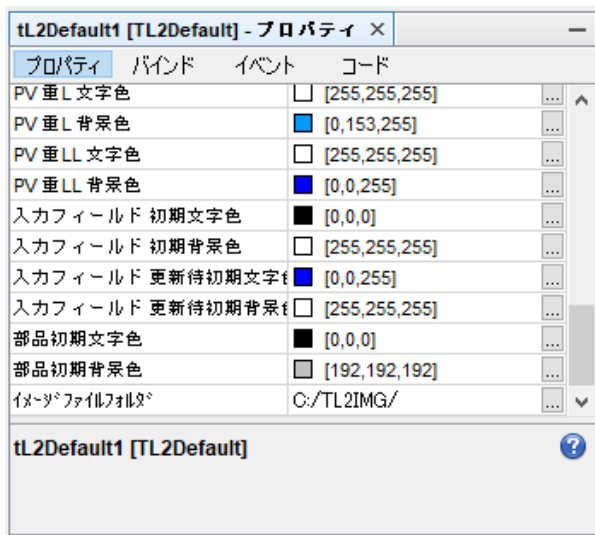 tL2Default1 [TL2Default] - プロパティ ×
プロパティ バインド イベント コード
PV 重L 文字色 [255,255,255] ...
PV 重L 背景色 [0,153,255] ...
PV 重LL 文字色 [255,255,255] ...
PV 重LL 背景色 [0,0,255] ...
入力フィールド 初期文字色 [0,0,0] ...
入力フィールド 初期背景色 [255,255,255] ...
入力フィールド 更新待初期文字 [0,0,255] ...
入力フィールド 更新待初期背景 [255,255,255] ...
部品初期文字色 [0,0,0] ...
部品初期背景色 [192,192,192] ...
ｲﾒｰｼﾞﾌｧｲﾙﾌｫﾙﾀﾞ C:/TL2IMG/ ...
tL2Default1 [TL2Default] ?